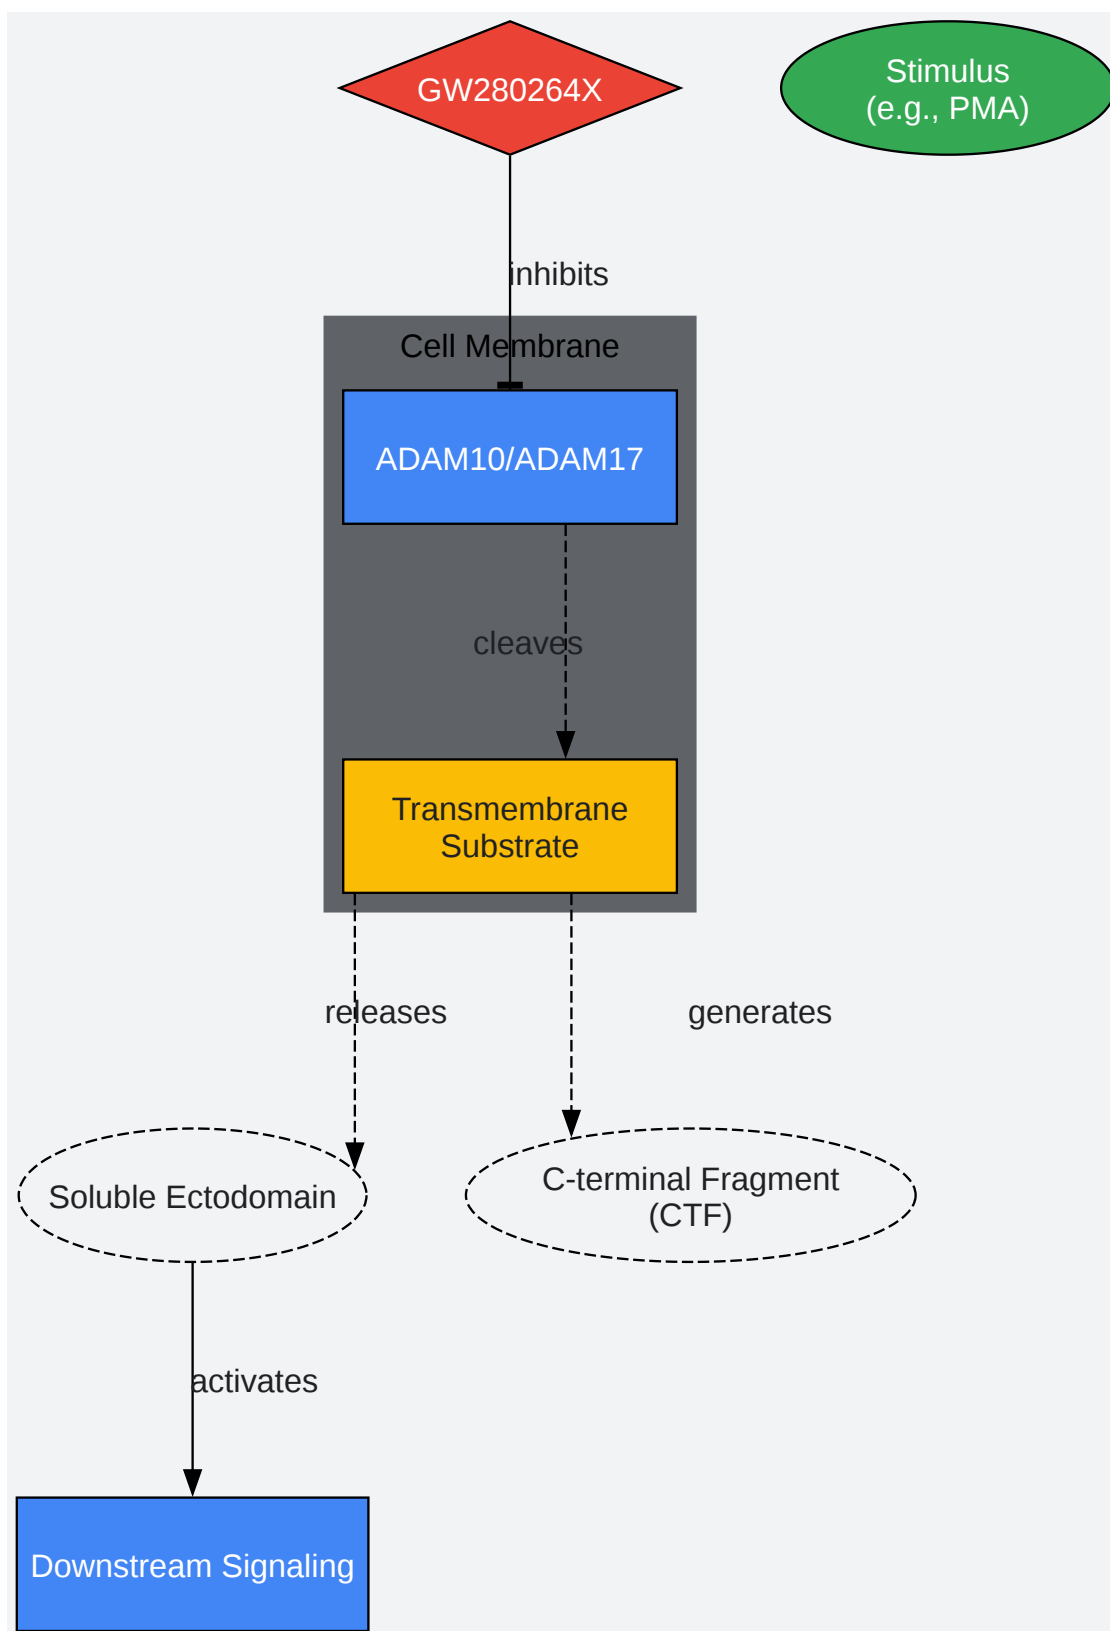 GW280264X
Stimulus
(e.g., PMA)
inhibits
Cell Membrane
ADAM10/ADAM17
cleaves
Transmembrane
Substrate
releases
generates
Soluble Ectodomain
C-terminal Fragment
(CTF)
activates
Downstream Signaling